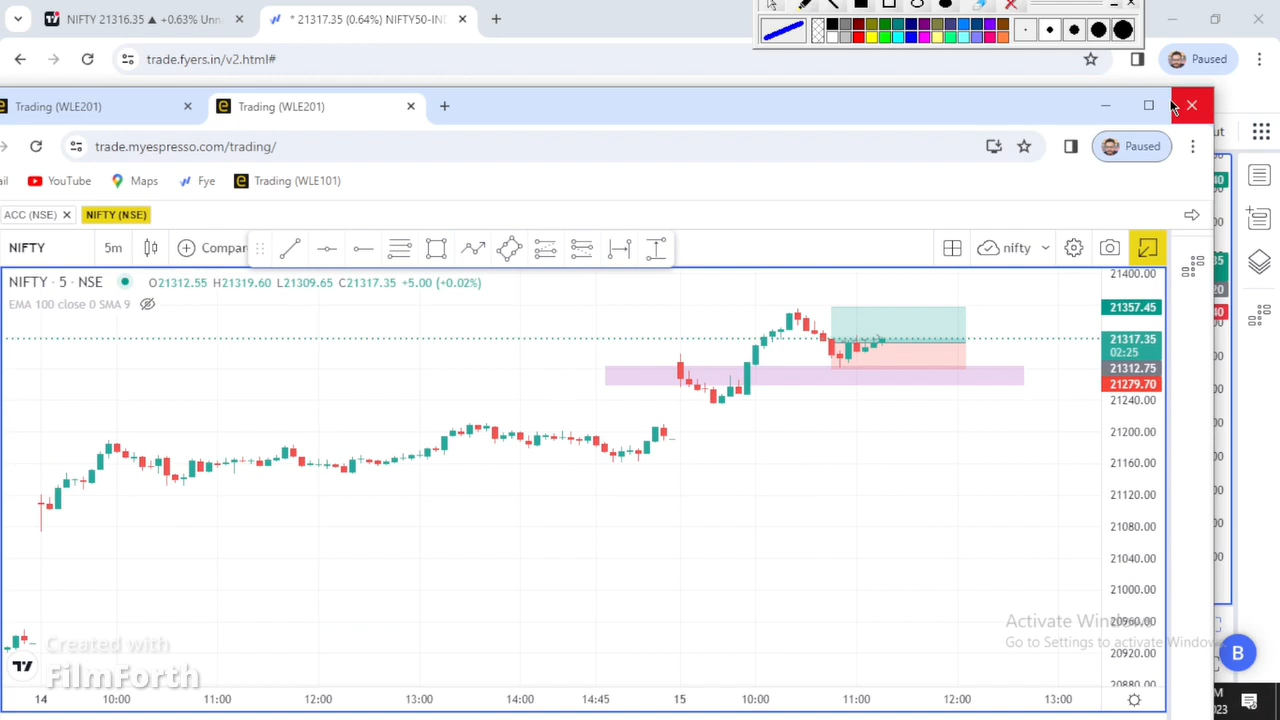 NIFTY 21316.35 ▲ +0.63% Unn
* 21317.35 (0.64%) NIFTY50-IN
trade.fyers.in/v2.html#
Paused
Trading (WLE201)
Trading (WLE201)
trade.myespresso.com/trading/
Paused
ail
YouTube
Maps
Fye
Trading (WLE101)
ut
ACC (NSE)
NIFTY (NSE)
NIFTY
5m
Compar
nifty
NIFTY · 5 · NSE
O21312.55 H21319.60 L21309.65 C21317.35 +5.00 (+0.02%)
EMA 100 close 0 SMA 9
21400.00
21357.45
21317.35
02:25
21312.75
21279.70
21240.00
21200.00
21160.00
21120.00
21080.00
21040.00
21000.00
20960.00
20920.00
20880.00
Activate Windows
Go to Settings to activate Windows
Created with
FilmForth
14
10:00
11:00
12:00
13:00
14:00
14:45
15
10:00
11:00
12:00
13:00
B
M
023